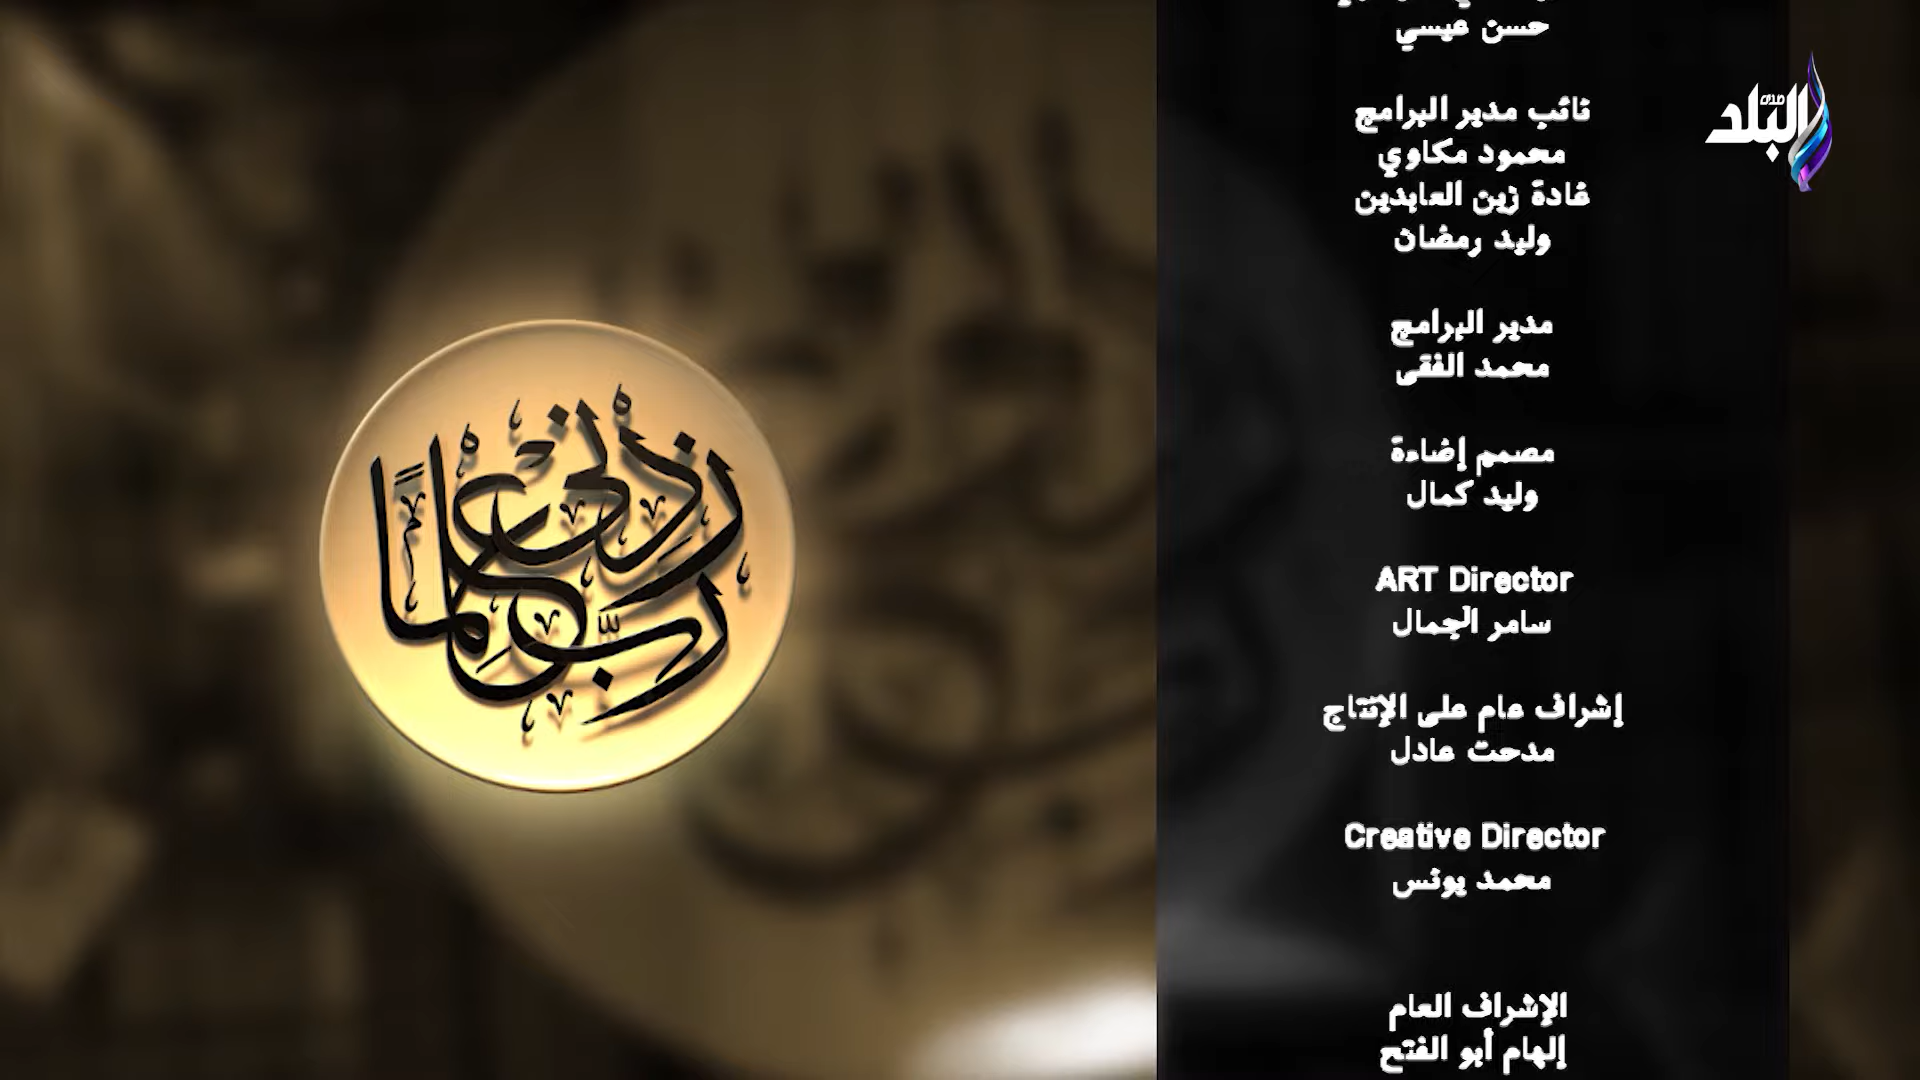 حسن عيسي
نائب مدير البرامج
محمود مكاوي
غادة زين العابدين
وليد رمضان
مدير البرامج
محمد الفقى
مصمم إضاءة
وليد كمال
ART Director
سامر الجمال
إشراف عام على الإنتاج
مدحت عادل
Creative Director
محمد يونس
الإشراف العام
إلهام أبو الفتح
صدى البلد
رَبِّ زِدْنِي عِلْمًا